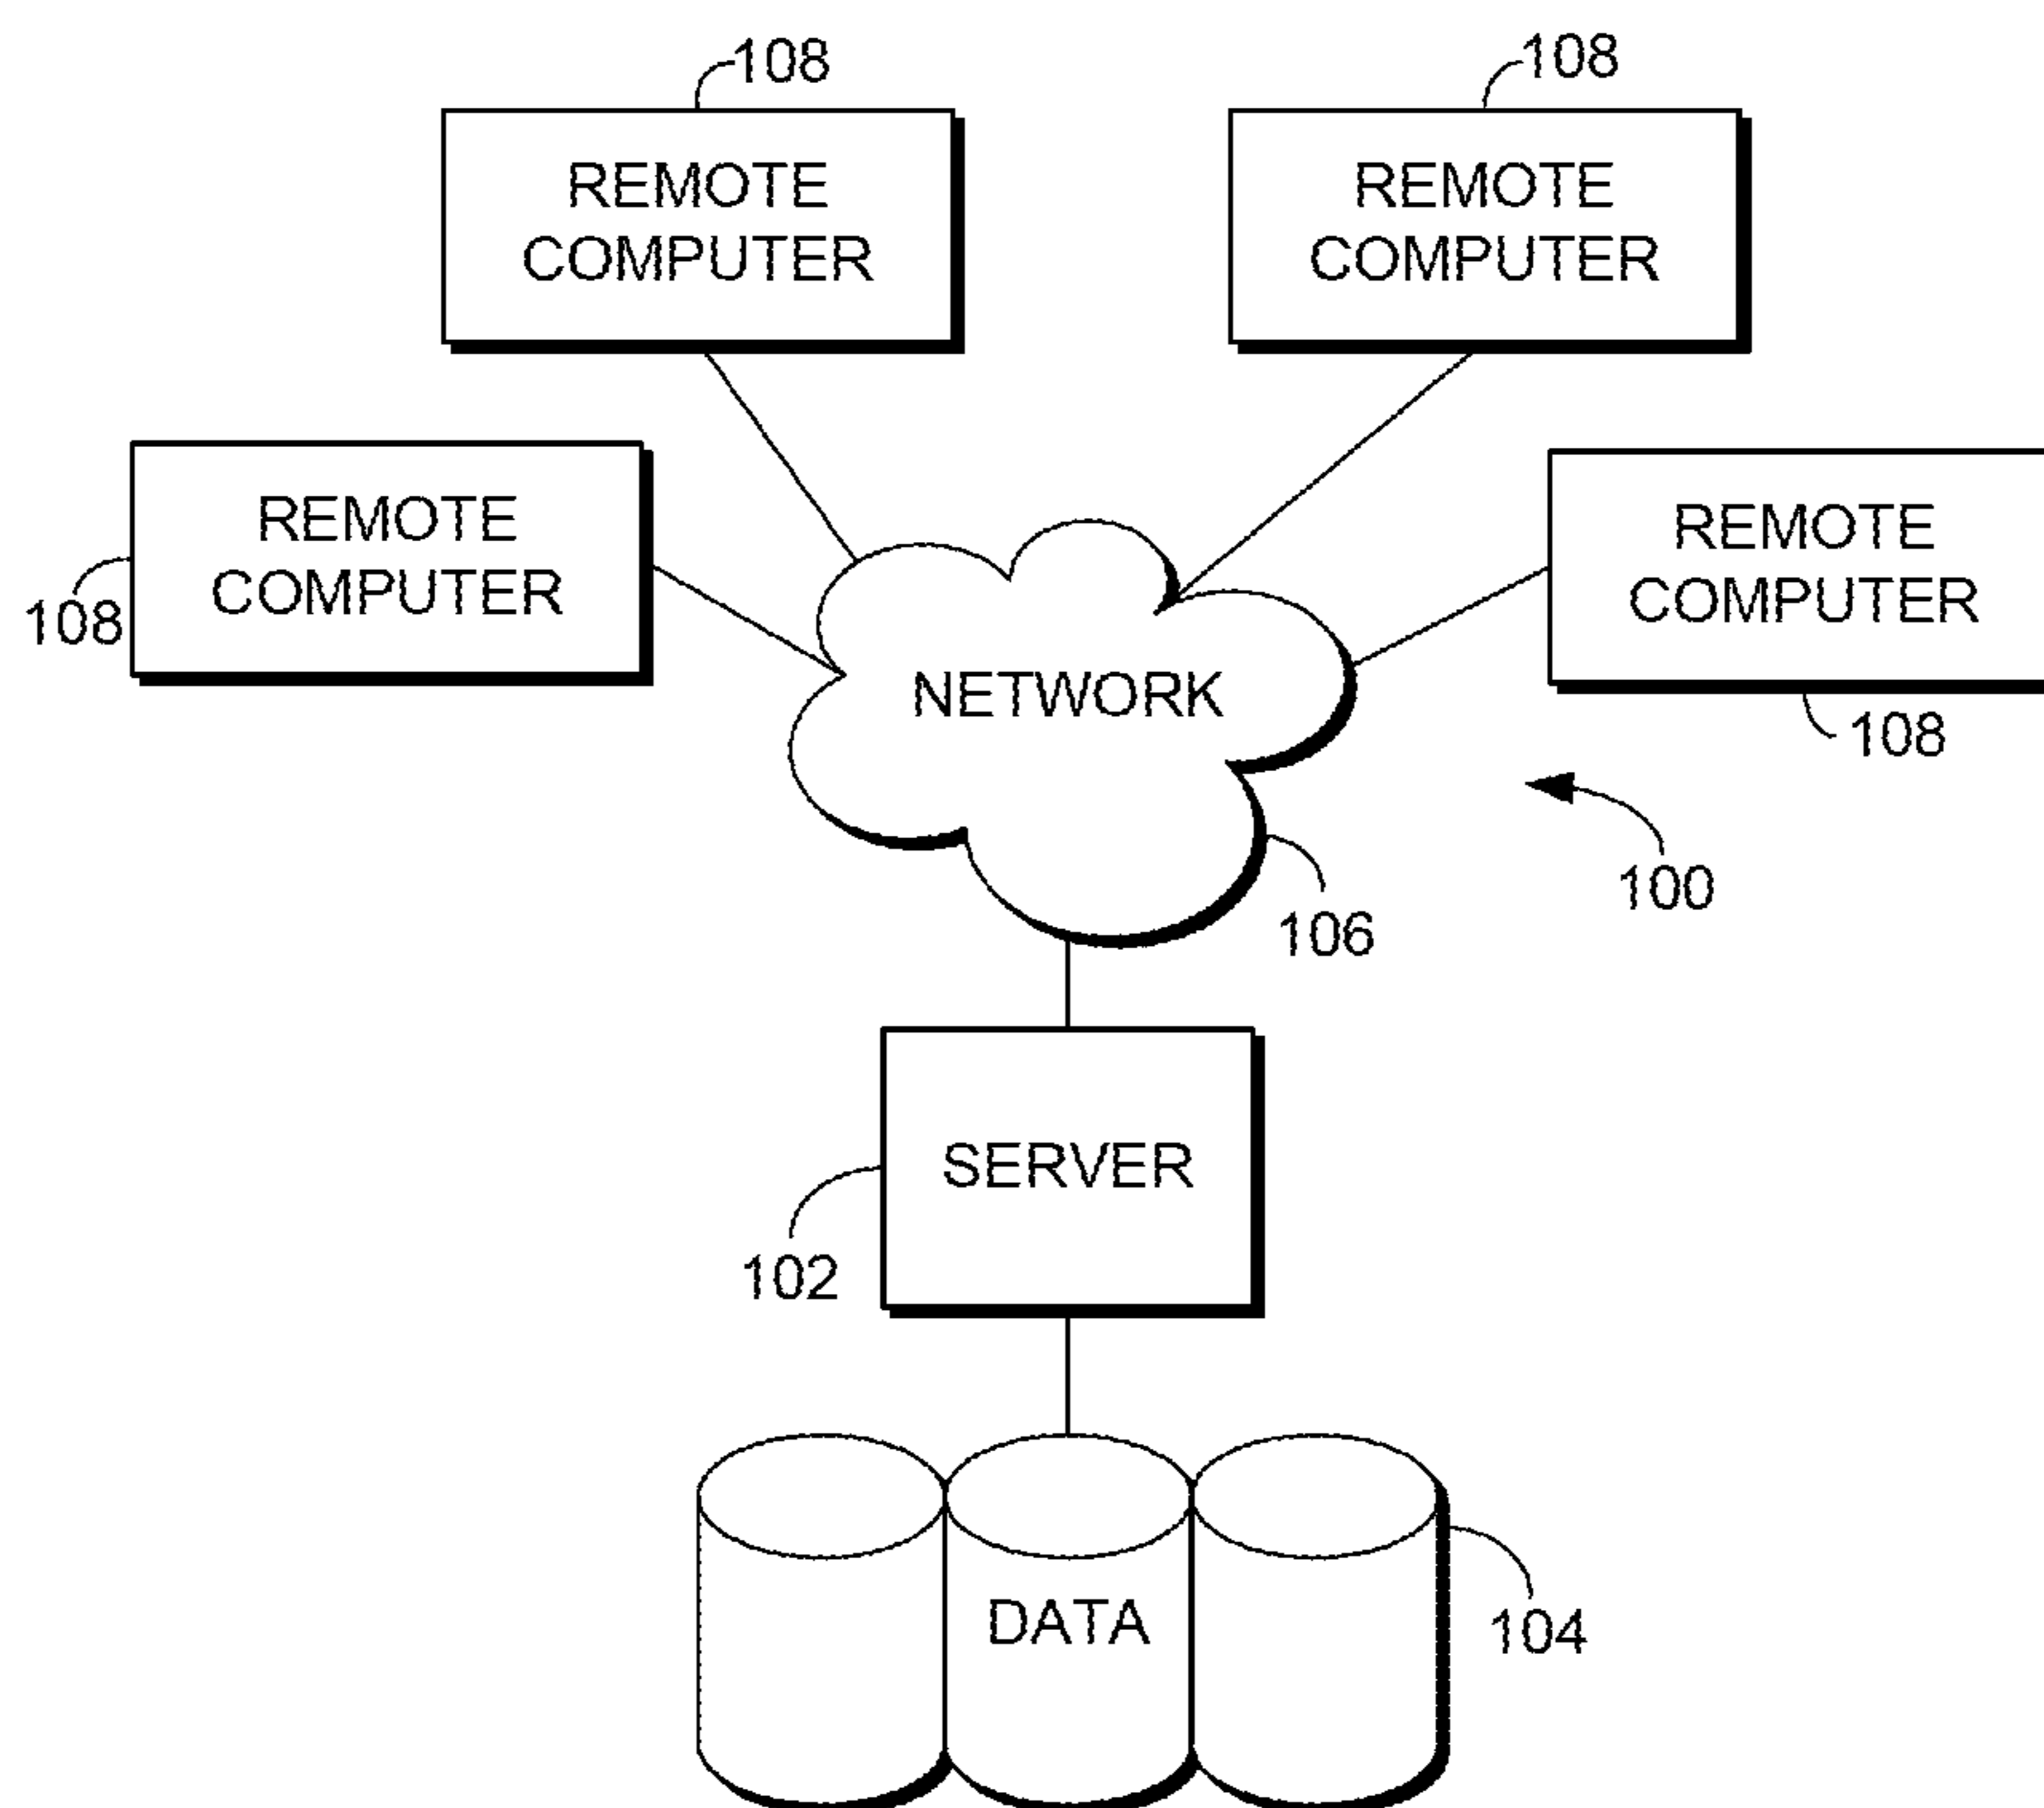 108
108
REMOTE
COMPUTER
REMOTE
COMPUTER
REMOTE
COMPUTER
108
REMOTE
COMPUTER
108
NETWORK
100
106
SERVER
102
DATA
104